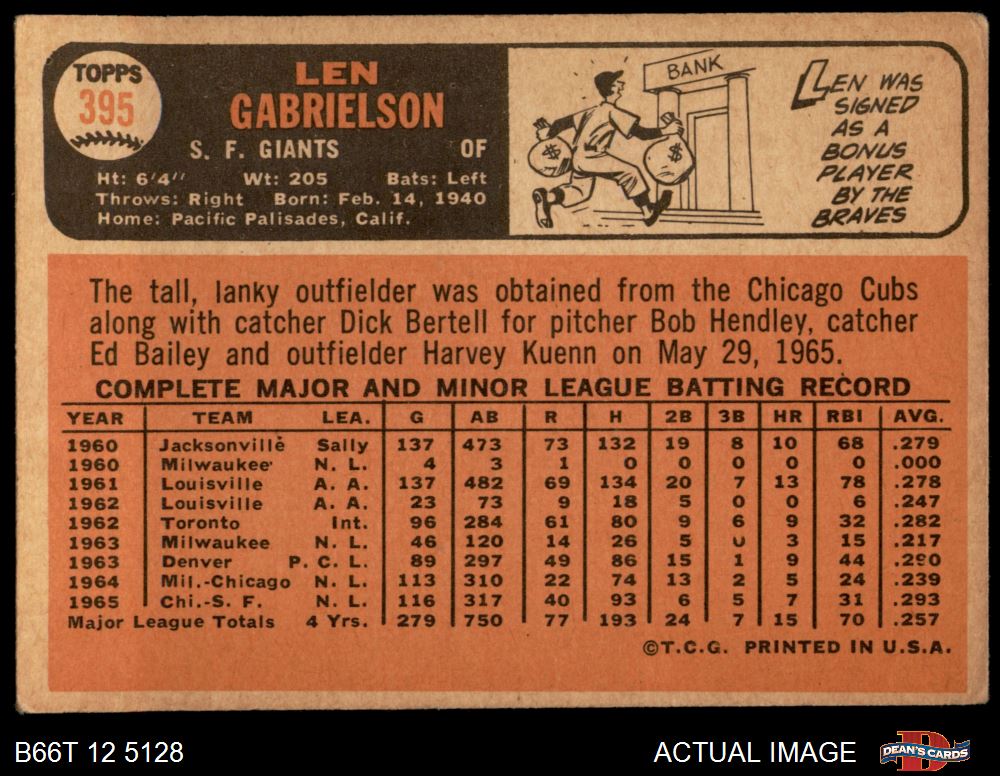 TOPPS
395
LEN
GABRIELSON
S. F. GIANTS OF
Ht: 6'4" Wt: 205 Bats: Left
Throws: Right Born: Feb. 14, 1940
Home: Pacific Palisades, Calif.
BANK
$ $
LEN WAS
SIGNED
AS A
BONUS
PLAYER
BY THE
BRAVES
The tall, lanky outfielder was obtained from the Chicago Cubs
along with catcher Dick Bertell for pitcher Bob Hendley, catcher
Ed Bailey and outfielder Harvey Kuenn on May 29, 1965.
COMPLETE MAJOR AND MINOR LEAGUE BATTING RECORD
YEAR TEAM LEA. G AB R H 2B 3B HR RBI AVG.
1960 Jacksonville Sally 137 473 73 132 19 8 10 68 .279
1960 Milwaukee N. L. 4 3 1 0 0 0 0 0 .000
1961 Louisville A. A. 137 482 69 134 20 7 13 78 .278
1962 Louisville A. A. 23 73 9 18 5 0 0 6 .247
1962 Toronto Int. 96 284 61 80 9 6 9 32 .282
1963 Milwaukee N. L. 46 120 14 26 5 0 3 15 .217
1963 Denver P. C. L. 89 297 49 86 15 1 9 44 .290
1964 Mil.-Chicago N. L. 113 310 22 74 13 2 5 24 .239
1965 Chi.-S. F. N. L. 116 317 40 93 6 5 7 31 .293
Major League Totals 4 Yrs. 279 750 77 193 24 7 15 70 .257
©T.C.G. PRINTED IN U.S.A.
B66T 12 5128 ACTUAL IMAGE
D
DEAN'S CARDS